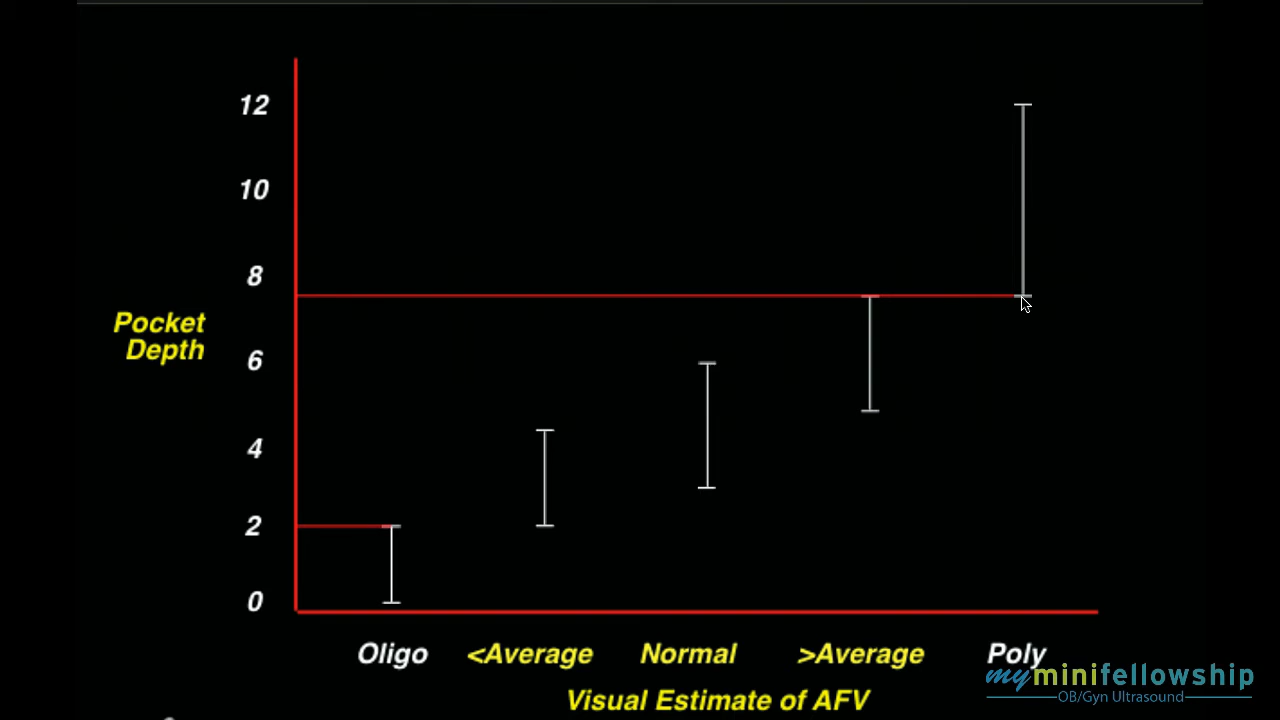 12
10
8
Pocket
Depth
6
4
2
0
Oligo <Average Normal >Average Poly
Visual Estimate of AFV
myminifellowship
OB/Gyn Ultrasound